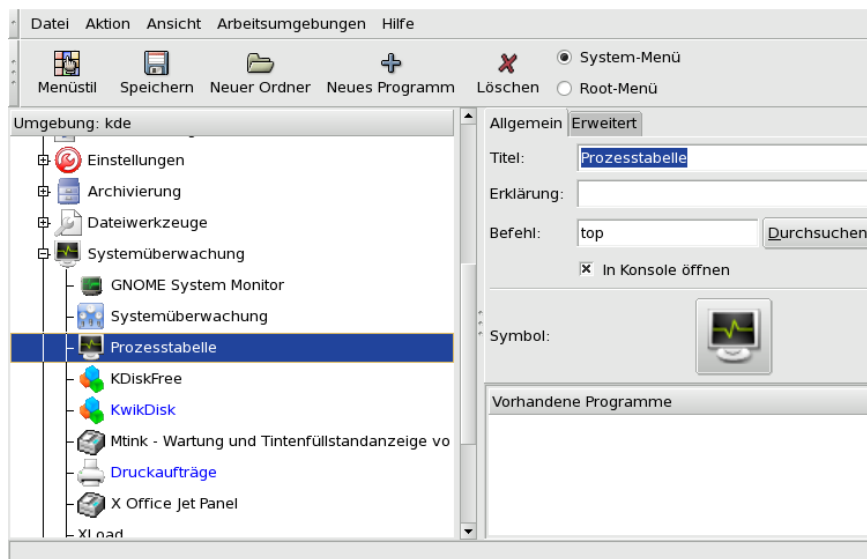 Datei Aktion Ansicht Arbeitsumgebungen Hilfe
Menüstil Speichern Neuer Ordner Neues Programm Löschen
System-Menü
Root-Menü
Umgebung: kde
Einstellungen
Archivierung
Dateiwerkzeuge
Systemüberwachung
GNOME System Monitor
Systemüberwachung
Prozesstabelle
KDiskFree
KwikDisk
Mtink - Wartung und Tintenfüllstandanzeige vo
Druckaufträge
X Office Jet Panel
XLoad
Allgemein Erweitert
Titel: Prozesstabelle
Erklärung:
Befehl: top Durchsuchen
In Konsole öffnen
Symbol:
Vorhandene Programme